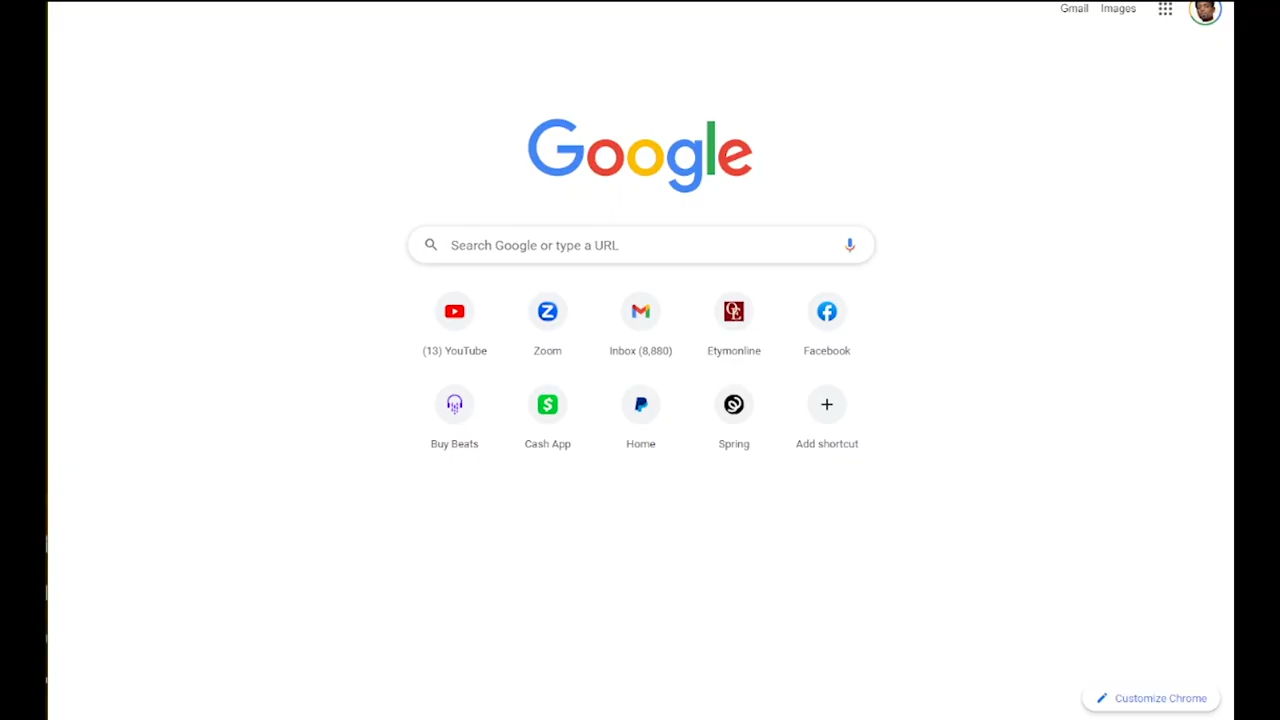 Gmail Images
Google
Search Google or type a URL
(13) YouTube Zoom Inbox (8,880) Etymonline Facebook
Buy Beats Cash App Home Spring Add shortcut
Customize Chrome